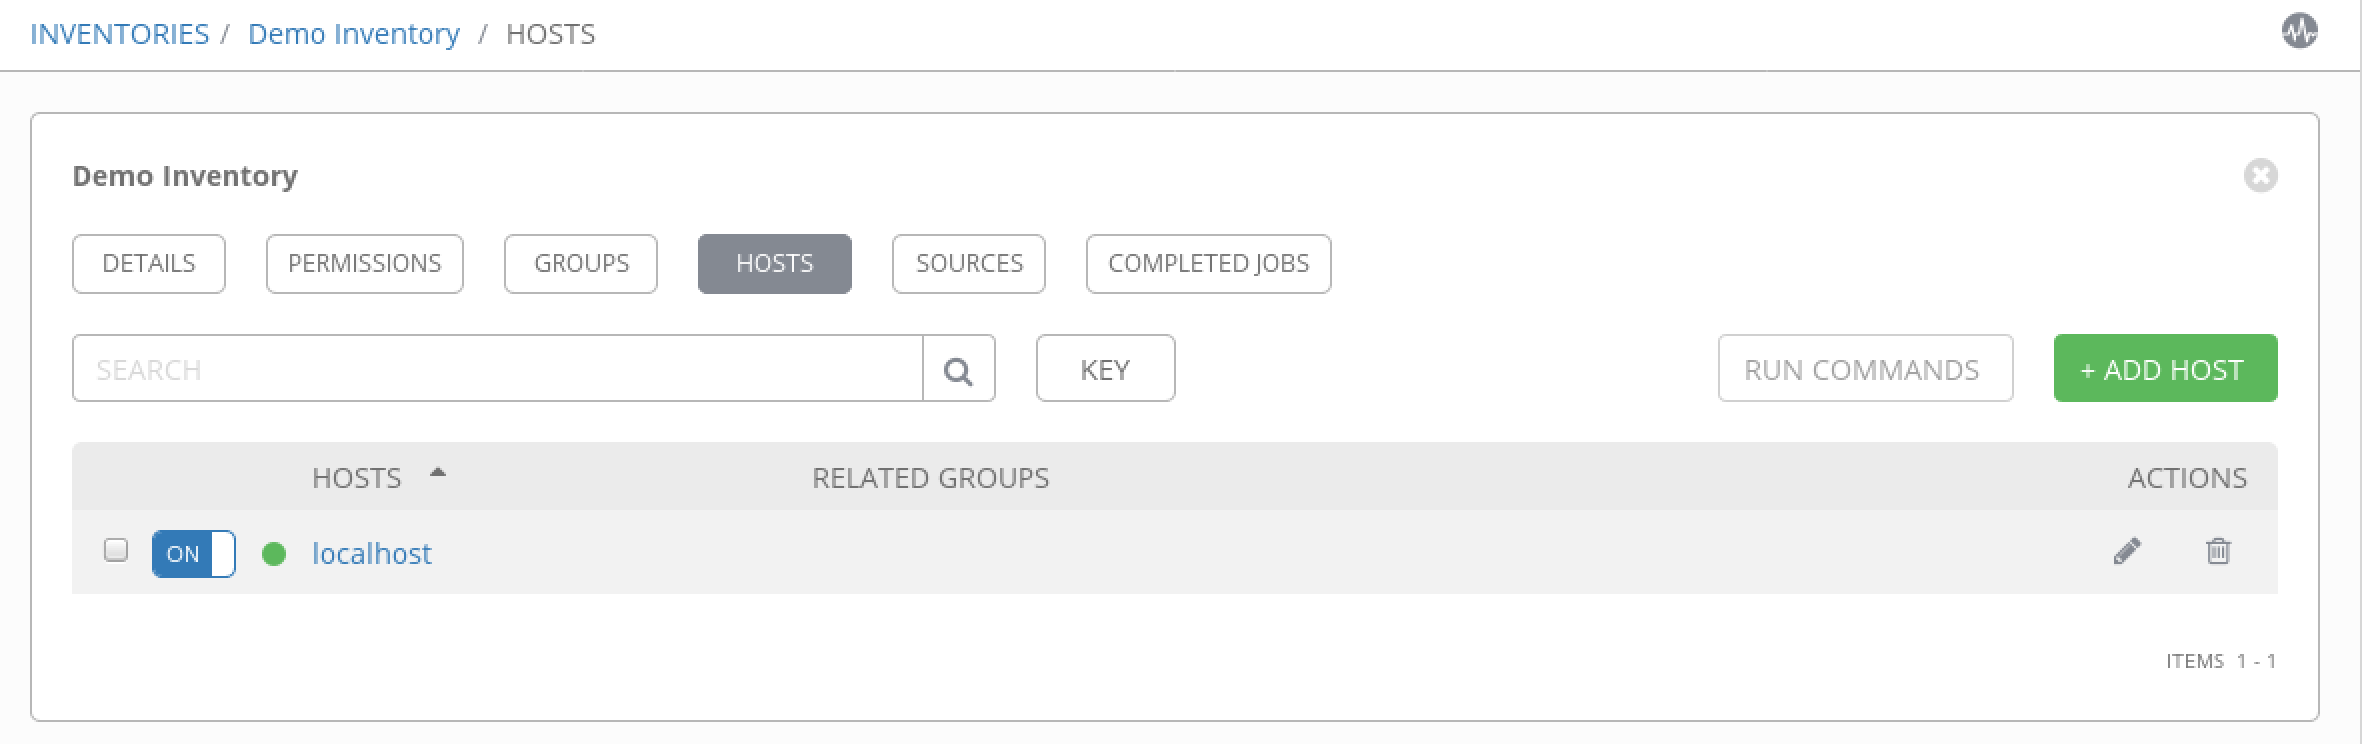 INVENTORIES / Demo Inventory / HOSTS
Demo Inventory
DETAILS PERMISSIONS GROUPS HOSTS SOURCES COMPLETED JOBS
SEARCH KEY RUN COMMANDS + ADD HOST
HOSTS RELATED GROUPS ACTIONS
ON localhost
ITEMS 1 - 1